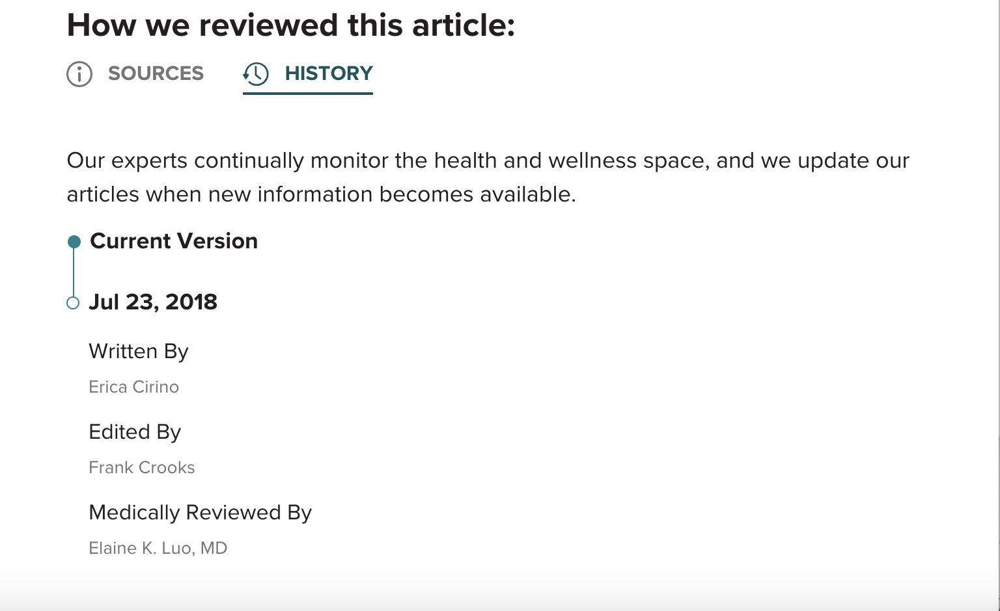 How we reviewed this article:
SOURCES HISTORY
Our experts continually monitor the health and wellness space, and we update our
articles when new information becomes available.
Current Version
Jul 23, 2018
Written By
Erica Cirino
Edited By
Frank Crooks
Medically Reviewed By
Elaine K. Luo, MD